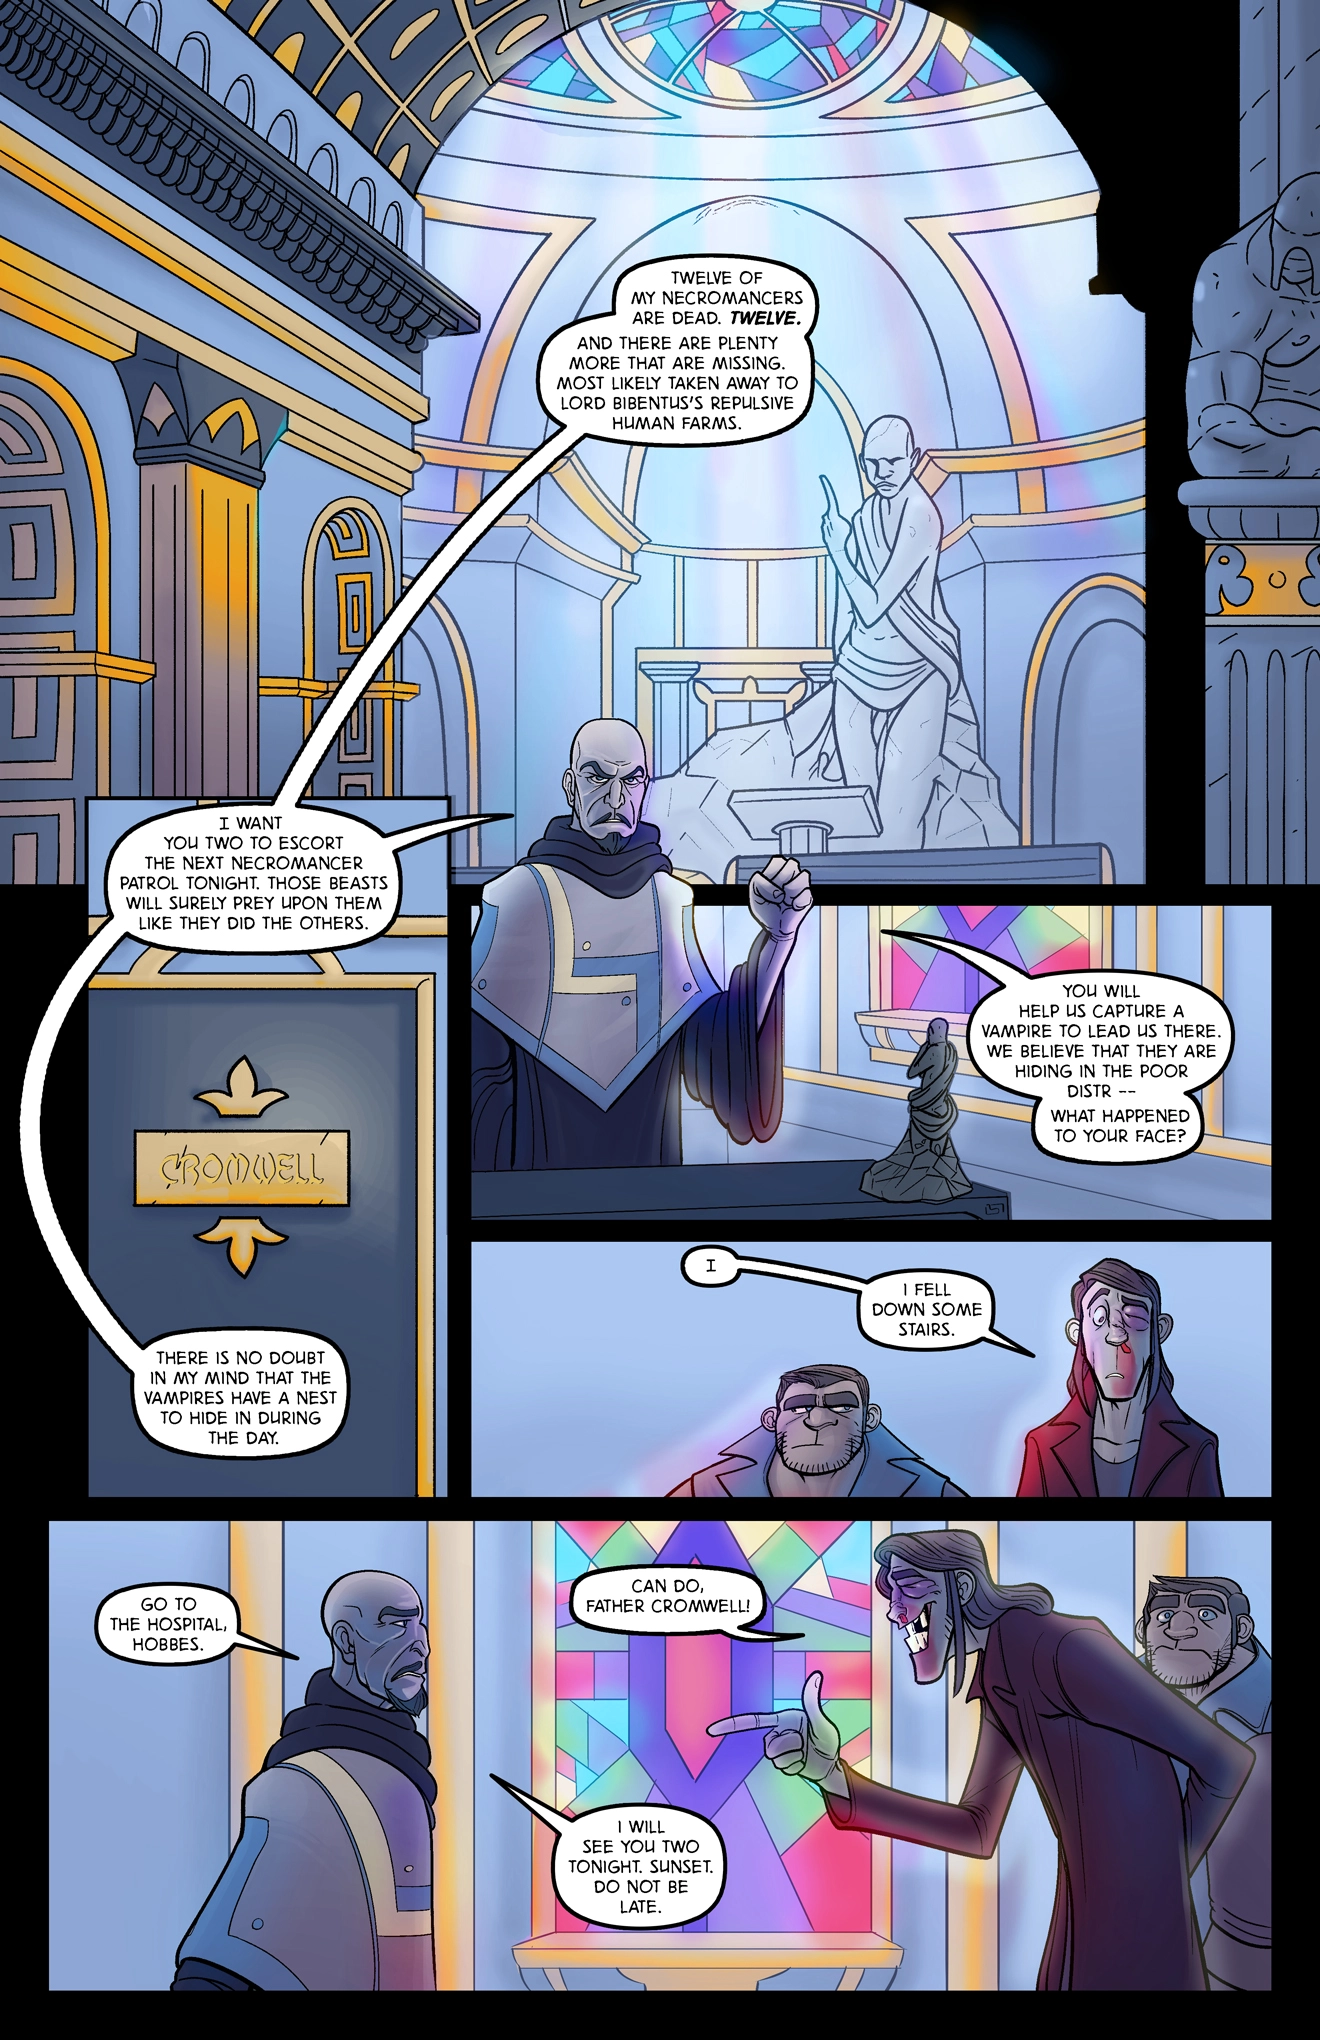 TWELVE OF
MY NECROMANCERS
ARE DEAD. TWELVE.
AND THERE ARE PLENTY
MORE THAT ARE MISSING.
MOST LIKELY TAKEN AWAY TO
LORD BIBENTUS'S REPULSIVE
HUMAN FARMS.
I WANT
YOU TWO TO ESCORT
THE NEXT NECROMANCER
PATROL TONIGHT. THOSE BEASTS
WILL SURELY PREY UPON THEM
LIKE THEY DID THE OTHERS.
CROMWELL
THERE IS NO DOUBT
IN MY MIND THAT THE
VAMPIRES HAVE A NEST
TO HIDE IN DURING
THE DAY.
YOU WILL
HELP US CAPTURE A
VAMPIRE TO LEAD US THERE.
WE BELIEVE THAT THEY ARE
HIDING IN THE POOR
DISTR --
WHAT HAPPENED
TO YOUR FACE?
I
I FELL
DOWN SOME
STAIRS.
GO TO
THE HOSPITAL,
HOBBES.
CAN DO,
FATHER CROMWELL!
I WILL
SEE YOU TWO
TONIGHT. SUNSET.
DO NOT BE
LATE.